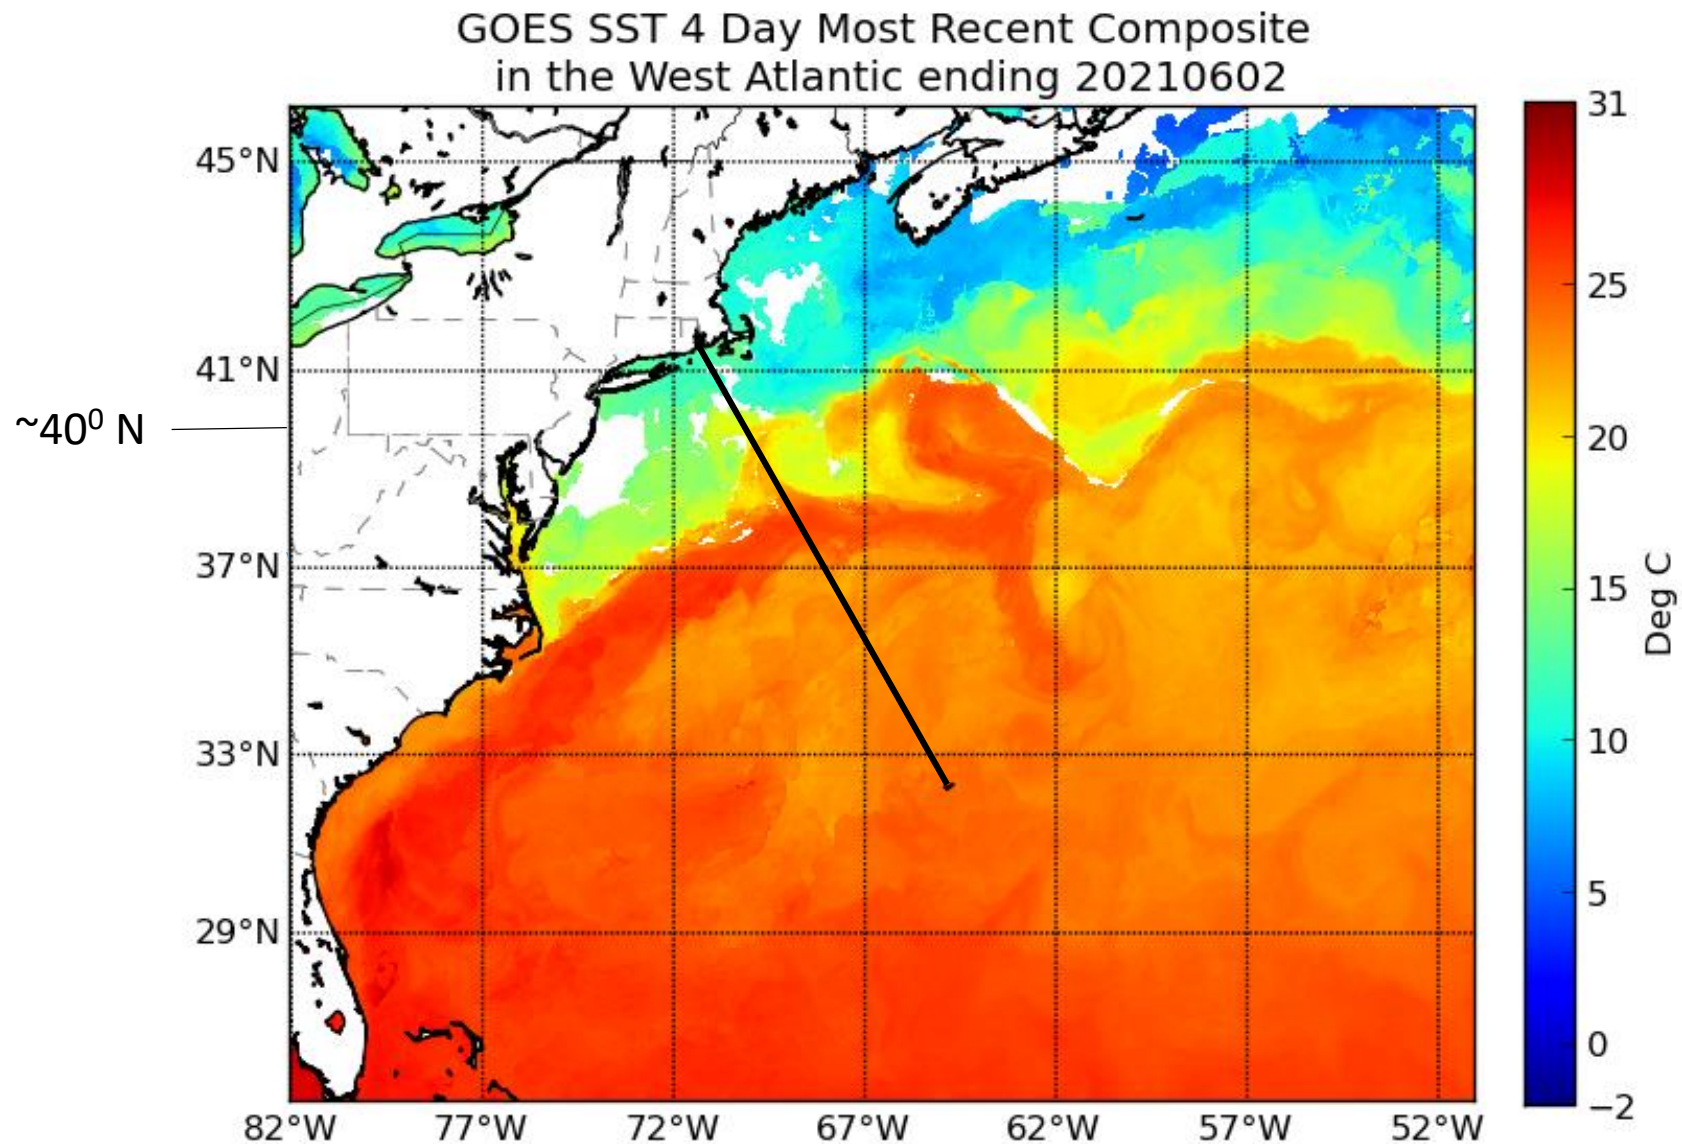 GOES SST 4 Day Most Recent Composite
in the West Atlantic ending 20210602
45°N
41°N
~40⁰ N
37°N
33°N
29°N
82°W 77°W 72°W 67°W 62°W 57°W 52°W
31
25
20
15
10
5
0
−2
Deg C